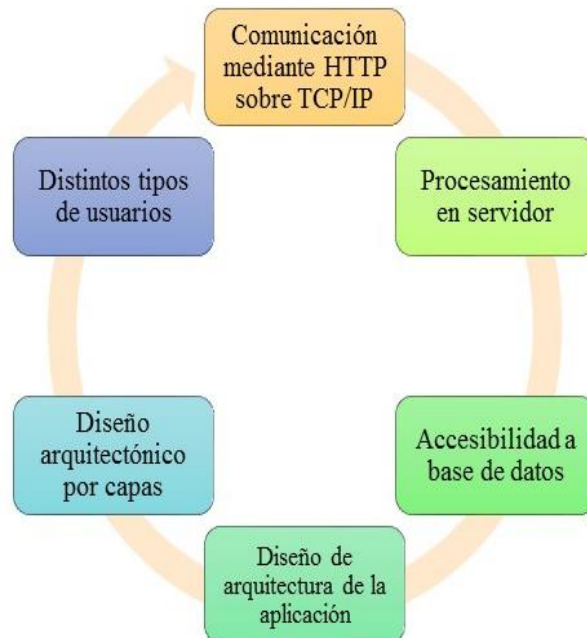 Comunicación
mediante HTTP
sobre TCP/IP
Procesamiento
en servidor
Accesibilidad a
base de datos
Diseño de
arquitectura de la
aplicación
Diseño
arquitectónico
por capas
Distintos tipos
de usuarios